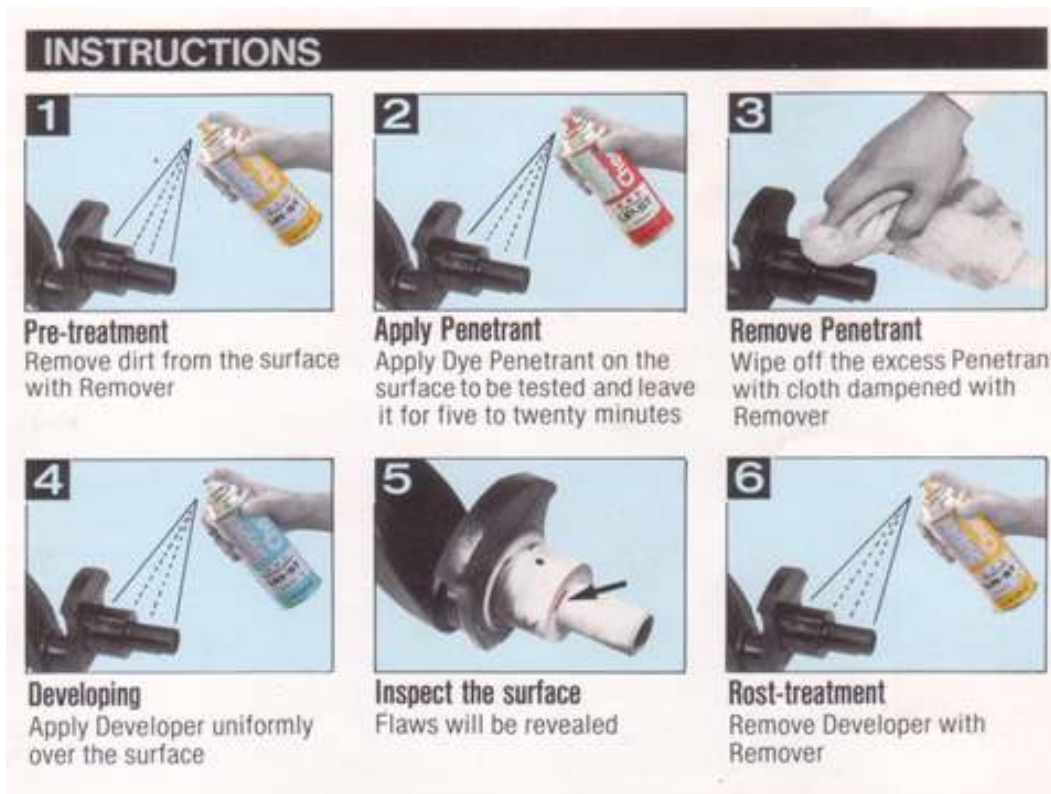 INSTRUCTIONS
1
Pre-treatment
Remove dirt from the surface
with Remover
2
Apply Penetrant
Apply Dye Penetrant on the
surface to be tested and leave
it for five to twenty minutes
3
Remove Penetrant
Wipe off the excess Penetran
with cloth dampened with
Remover
4
Developing
Apply Developer uniformly
over the surface
5
Inspect the surface
Flaws will be revealed
6
Rost-treatment
Remove Developer with
Remover